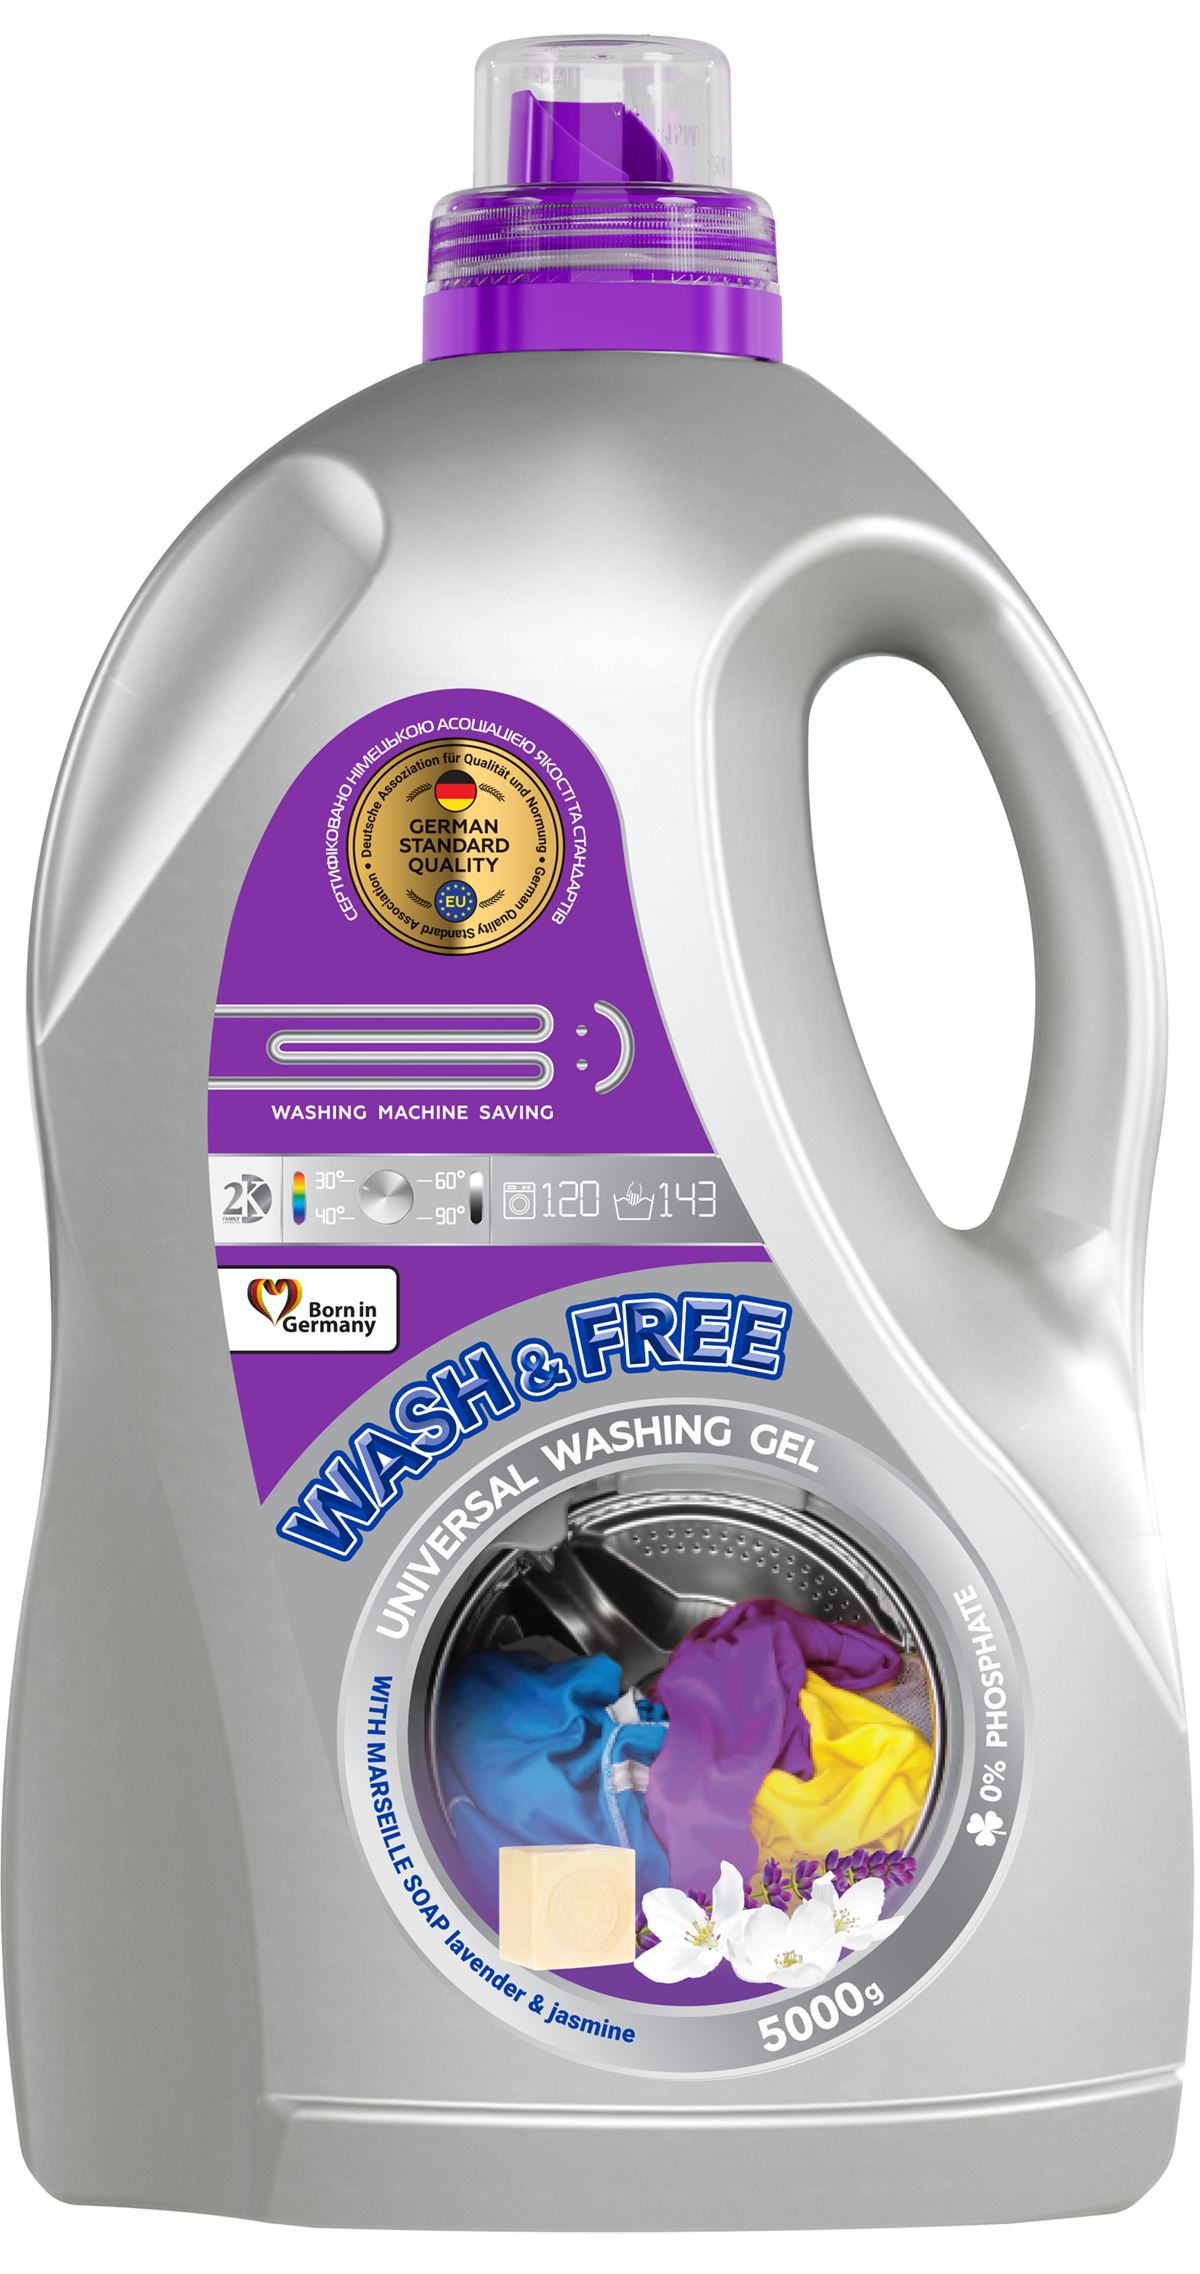 СЕРТИФІКОВАНО НІМЕЦЬКОЮ АСОЦІАЦІЄЮ ЯКОСТІ ТА СТАНДАРТІВ
Deutsche Assoziation für Qualität und Normung • German Quality Standard Association •
GERMAN
STANDARD
QUALITY
EU
WASHING MACHINE SAVING
2K
FAMILY
30° 60°
40° 90°
120 143
Born in
Germany
WASH & FREE
UNIVERSAL WASHING GEL
WITH MARSEILLE SOAP lavender & jasmine
0% PHOSPHATE
5000g